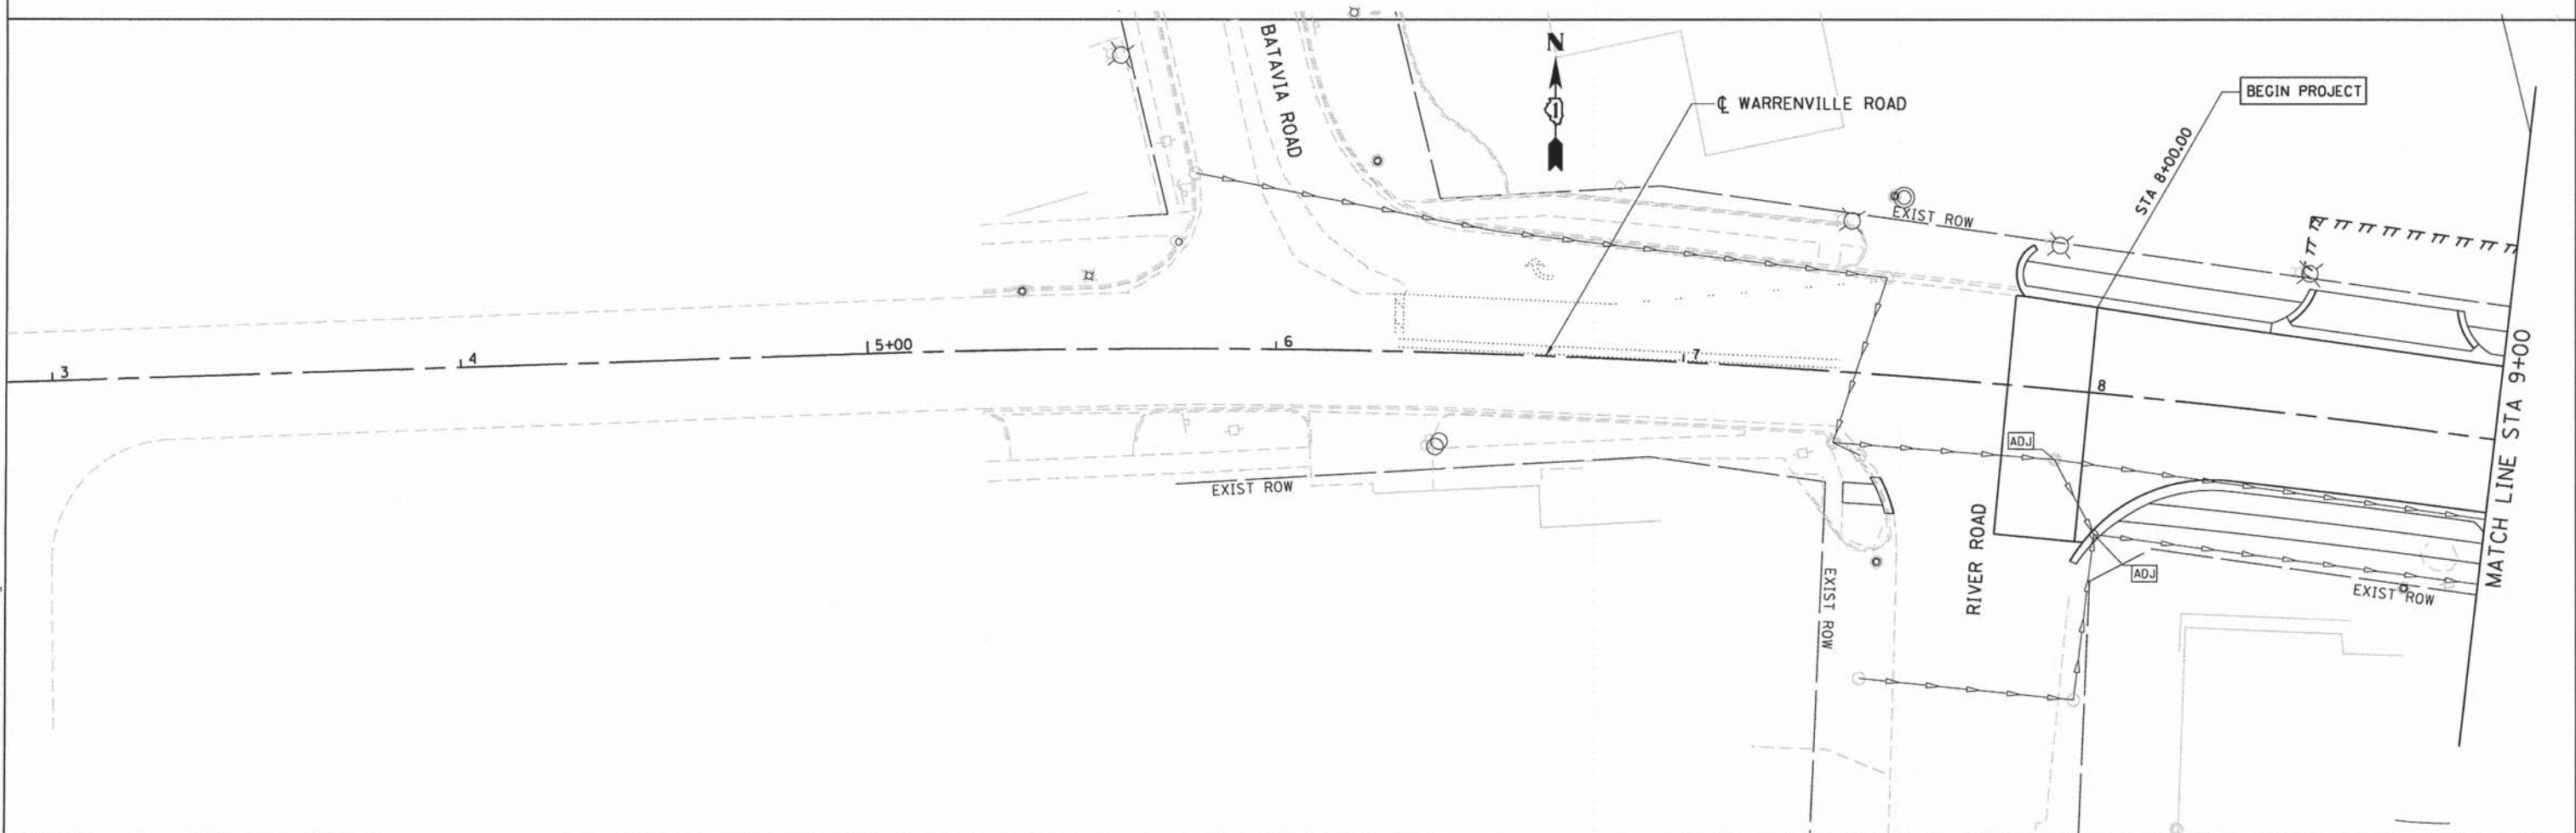 BATAVIA ROAD
N
1
℄ WARRENVILLE ROAD
BEGIN PROJECT
STA 8+00.00
EXIST ROW
3
4
5+00
6
7
8
ADJ
EXIST ROW
RIVER ROAD
EXIST ROW
ADJ
EXIST ROW
MATCH LINE STA 9+00